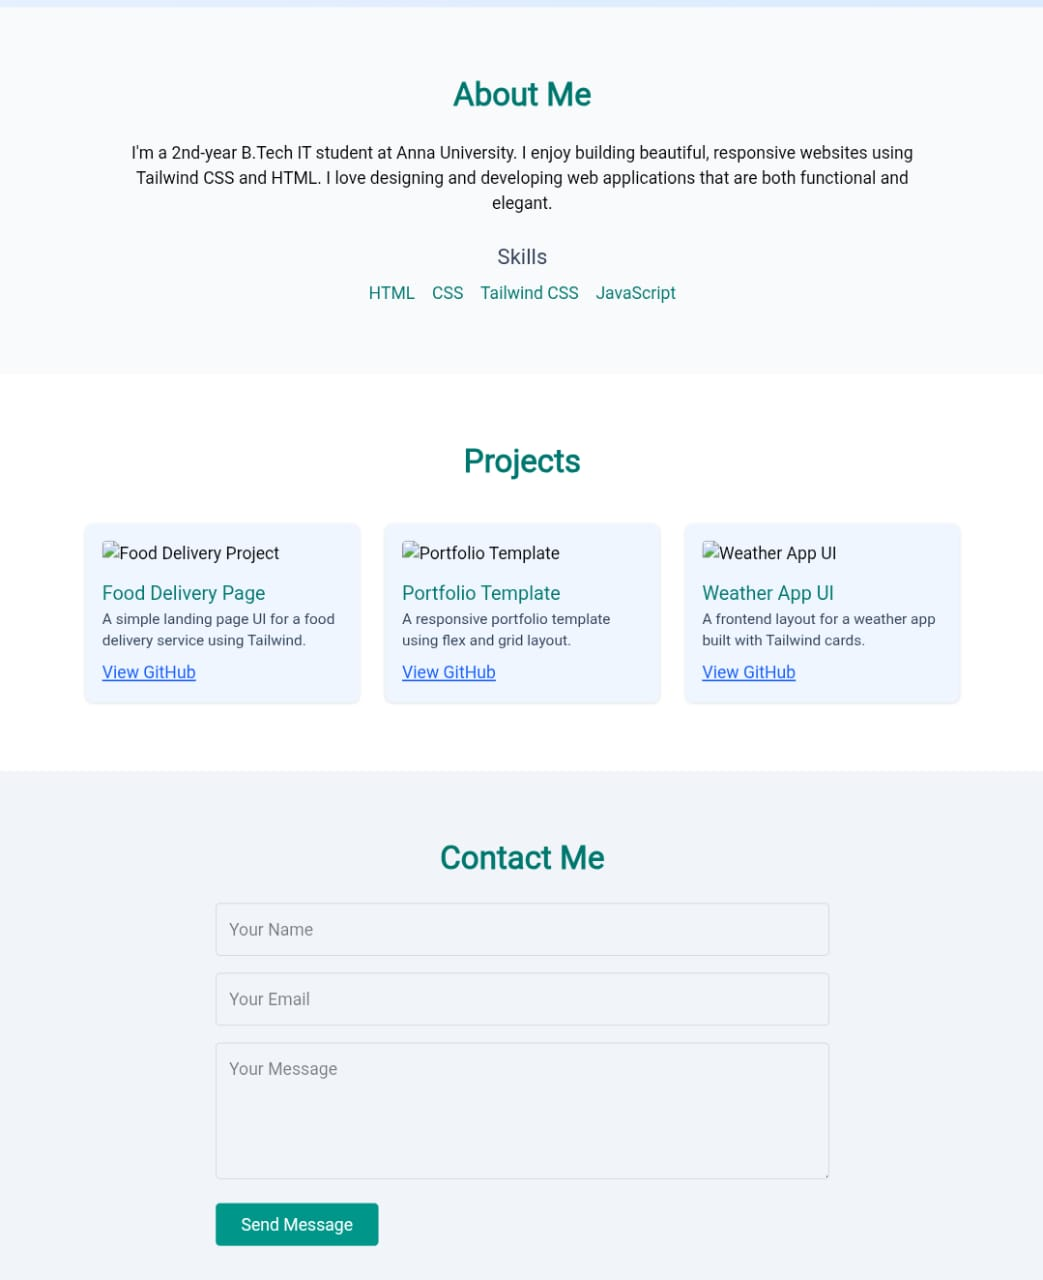 About Me
I'm a 2nd-year B.Tech IT student at Anna University. I enjoy building beautiful, responsive websites using
Tailwind CSS and HTML. I love designing and developing web applications that are both functional and
elegant.
Skills
HTML CSS Tailwind CSS JavaScript
Projects
Food Delivery Project
Food Delivery Page
A simple landing page UI for a food
delivery service using Tailwind.
View GitHub
Portfolio Template
Portfolio Template
A responsive portfolio template
using flex and grid layout.
View GitHub
Weather App UI
Weather App UI
A frontend layout for a weather app
built with Tailwind cards.
View GitHub
Contact Me
Your Name
Your Email
Your Message
Send Message